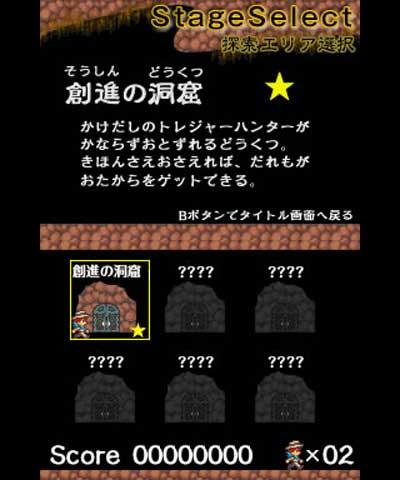 StageSelect
探索エリア選択
そうしん どうくつ
創進の洞窟
かけだしのトレジャーハンターが
かならずおとずれるどうくつ。
きほんさえおさえれば、だれもが
おたからをゲットできる。
Bボタンでタイトル画面へ戻る
創進の洞窟 ???? ????
???? ???? ????
Score 00000000 ×02